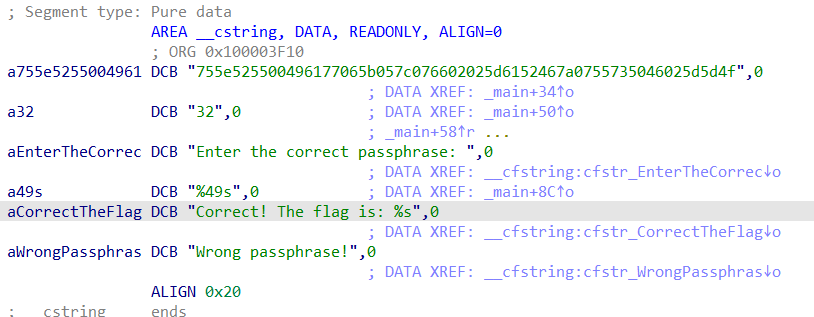 ; Segment type: Pure data
AREA __cstring, DATA, READONLY, ALIGN=0
; ORG 0x100003F10
a755e5255004961 DCB "755e525500496177065b057c076602025d6152467a0755735046025d5d4f",0
; DATA XREF: _main+34↑o
a32 DCB "32",0 ; DATA XREF: _main+50↑o
; _main+58↑r ...
aEnterTheCorrec DCB "Enter the correct passphrase: ",0
; DATA XREF: __cfstring:cfstr_EnterTheCorrec↓o
a49s DCB "%49s",0 ; DATA XREF: _main+8C↑o
aCorrectTheFlag DCB "Correct! The flag is: %s",0
; DATA XREF: __cfstring:cfstr_CorrectTheFlag↓o
aWrongPassphras DCB "Wrong passphrase!",0
; DATA XREF: __cfstring:cfstr_WrongPassphras↓o
ALIGN 0x20
; __cstring ends